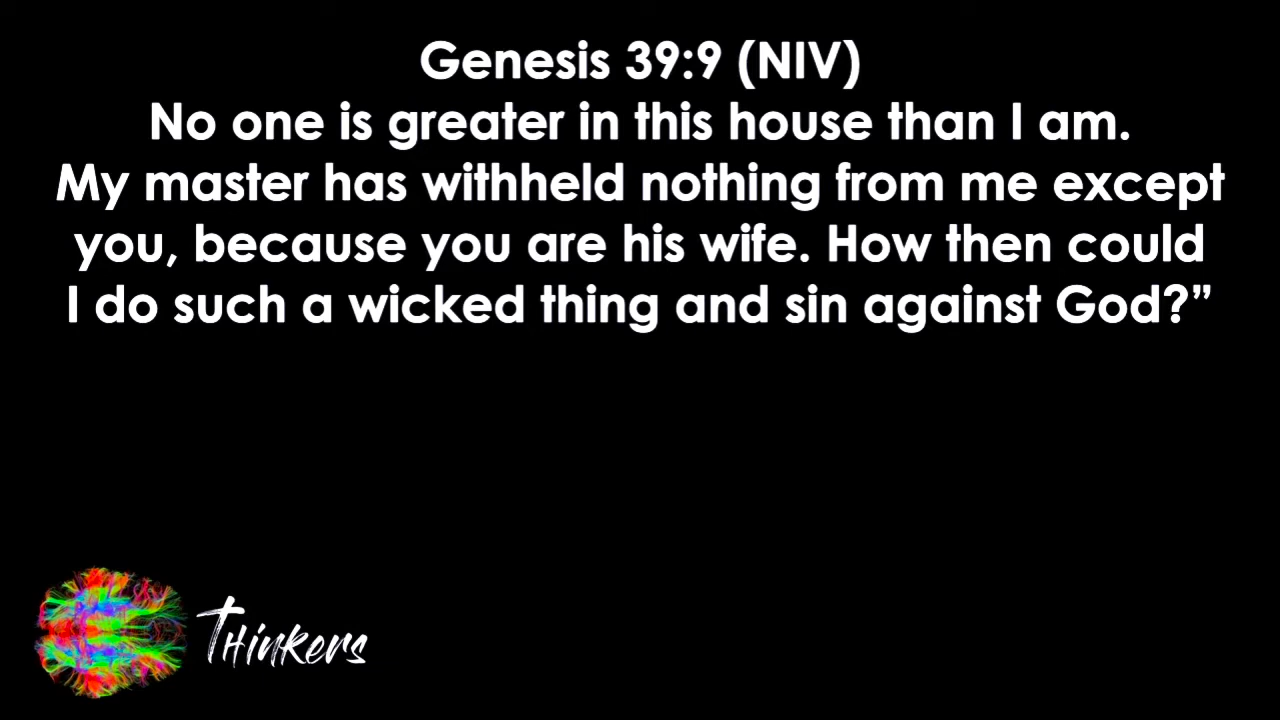 Genesis 39:9 (NIV)
No one is greater in this house than I am.
My master has withheld nothing from me except
you, because you are his wife. How then could
I do such a wicked thing and sin against God?”
THinKers